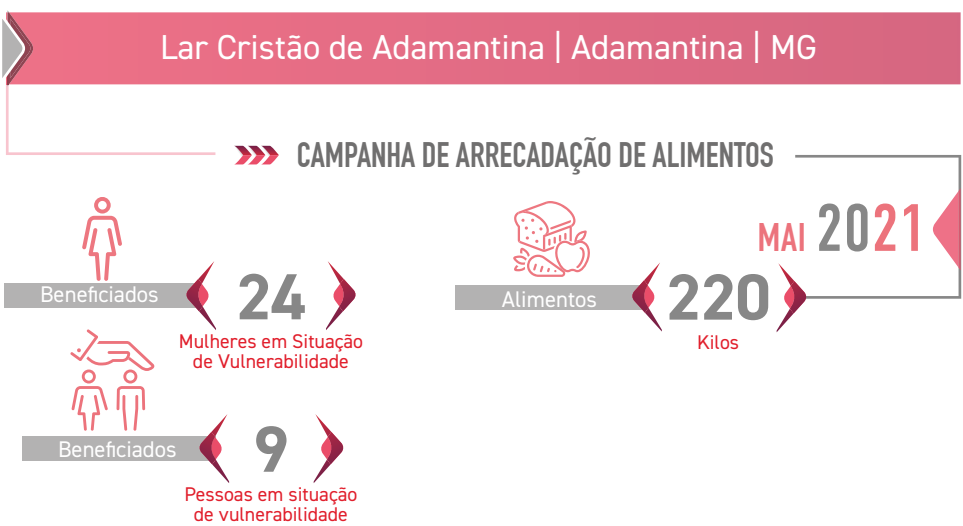 Lar Cristão de Adamantina | Adamantina | MG
CAMPANHA DE ARRECADAÇÃO DE ALIMENTOS
MAI 2021
Beneficiados
24
Mulheres em Situação
de Vulnerabilidade
Alimentos
220
Kilos
Beneficiados
9
Pessoas em situação
de vulnerabilidade